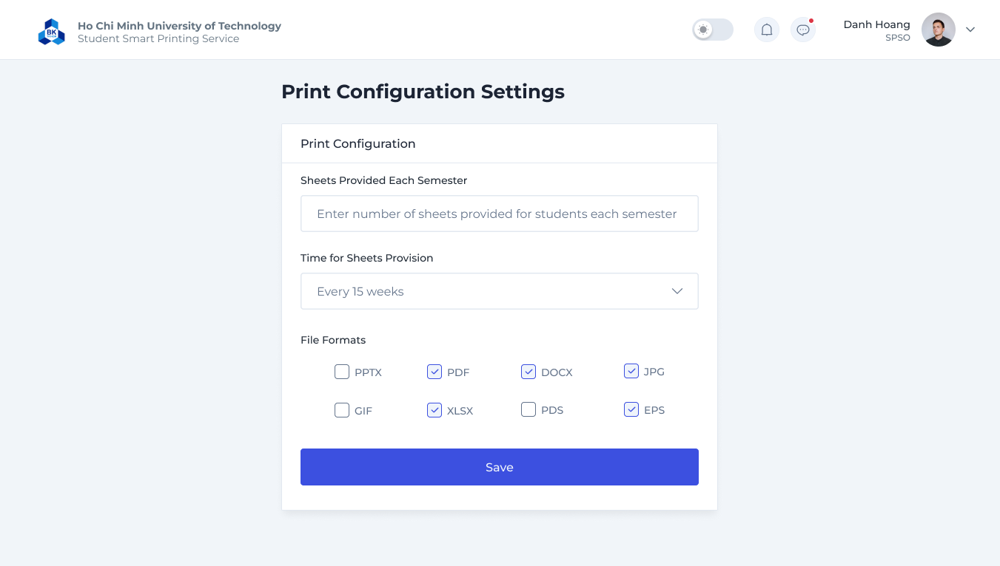 BK
Ho Chi Minh University of Technology
Student Smart Printing Service
Danh Hoang
SPSO
Print Configuration Settings
Print Configuration
Sheets Provided Each Semester
Enter number of sheets provided for students each semester
Time for Sheets Provision
Every 15 weeks
File Formats
PPTX PDF DOCX JPG
GIF XLSX PDS EPS
Save